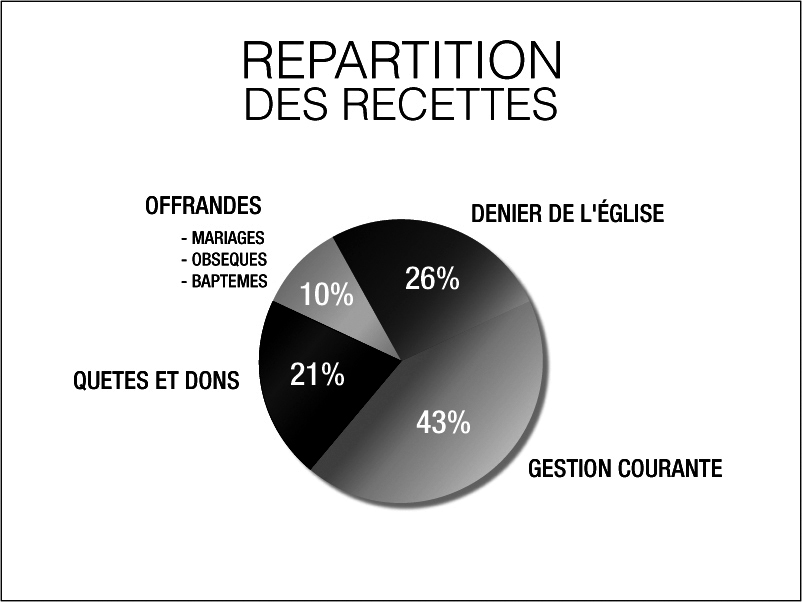 REPARTITION
DES RECETTES
OFFRANDES
- MARIAGES
- OBSEQUES
- BAPTEMES
DENIER DE L'ÉGLISE
10%
26%
QUETES ET DONS
21%
43%
GESTION COURANTE